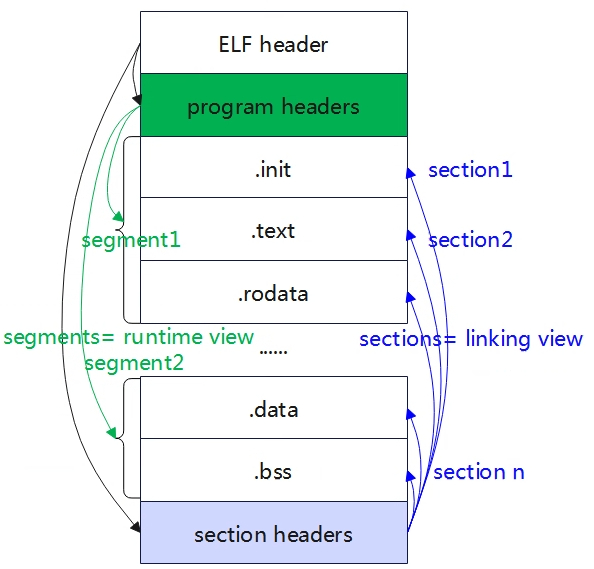 ELF header
program headers
.init
section1
.text
section2
segment1
.rodata
segments= runtime view
sections= linking view
......
segment2
.data
.bss
section n
section headers